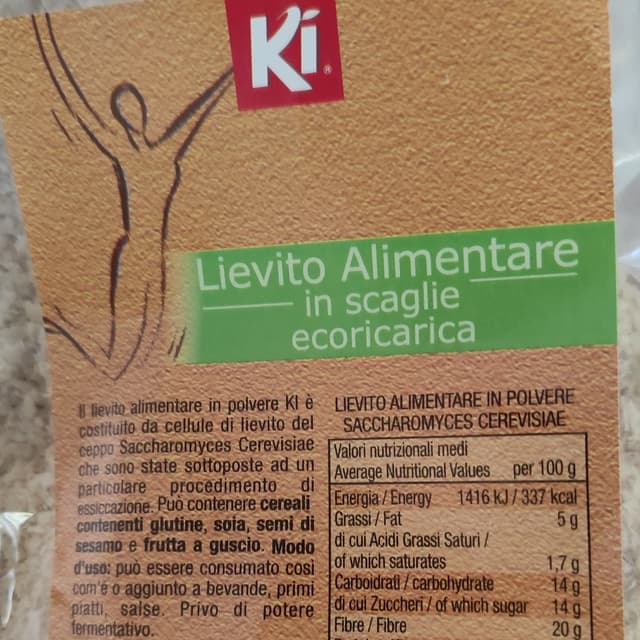 Ki
Lievito Alimentare
in scaglie
ecoricarica
Il lievito alimentare in polvere KI è
costituito da cellule di lievito del
ceppo Saccharomyces Cerevisiae
che sono state sottoposte ad un
particolare procedimento di
essiccazione. Può contenere cereali
contenenti glutine, soia, semi di
sesamo e frutta a guscio. Modo
d'uso: può essere consumato così
com'è o aggiunto a bevande, primi
piatti, salse. Privo di potere
fermentativo.
LIEVITO ALIMENTARE IN POLVERE
SACCHAROMYCES CEREVISIAE
Valori nutrizionali medi
Average Nutritional Values per 100 g
Energia / Energy 1416 kJ / 337 kcal
Grassi / Fat 5 g
di cui Acidi Grassi Saturi /
of which saturates 1,7 g
Carboidrati / carbohydrate 14 g
di cui Zuccheri / of which sugar 14 g
Fibre / Fibre 20 g